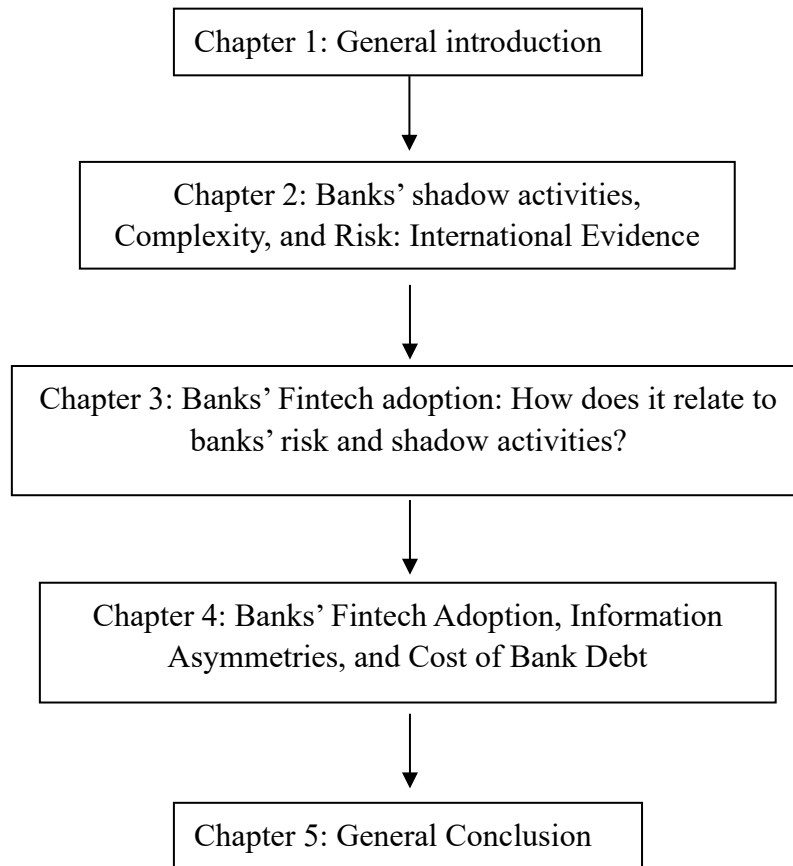 Chapter 1: General introduction
Chapter 2: Banks’ shadow activities,
Complexity, and Risk: International Evidence
Chapter 3: Banks’ Fintech adoption: How does it relate to
banks’ risk and shadow activities?
Chapter 4: Banks’ Fintech Adoption, Information
Asymmetries, and Cost of Bank Debt
Chapter 5: General Conclusion